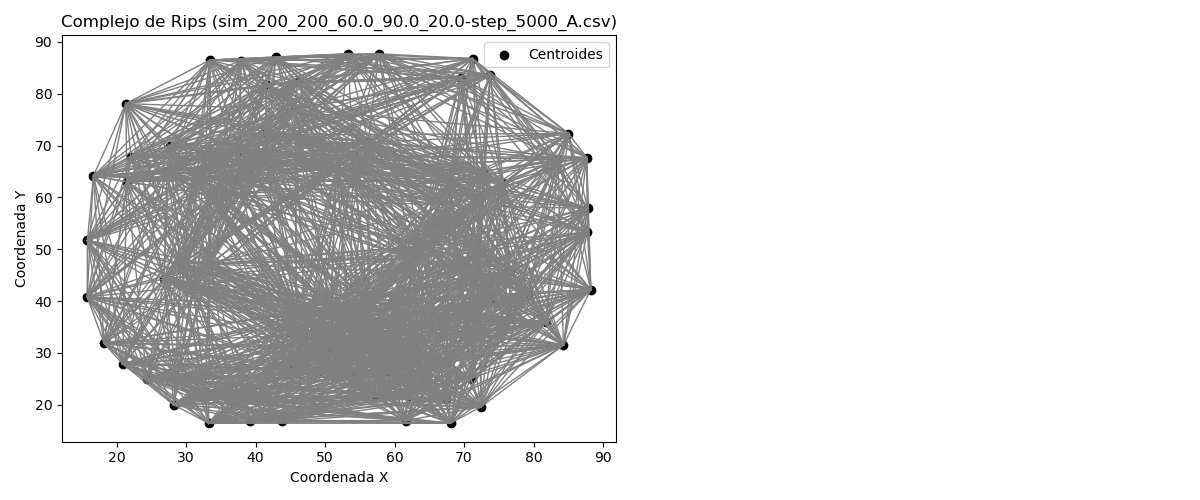 Complejo de Rips (sim_200_200_60.0_90.0_20.0-step_5000_A.csv)
Centroides
90
80
70
60
50
40
30
20
Coordenada Y
20 30 40 50 60 70 80 90
Coordenada X